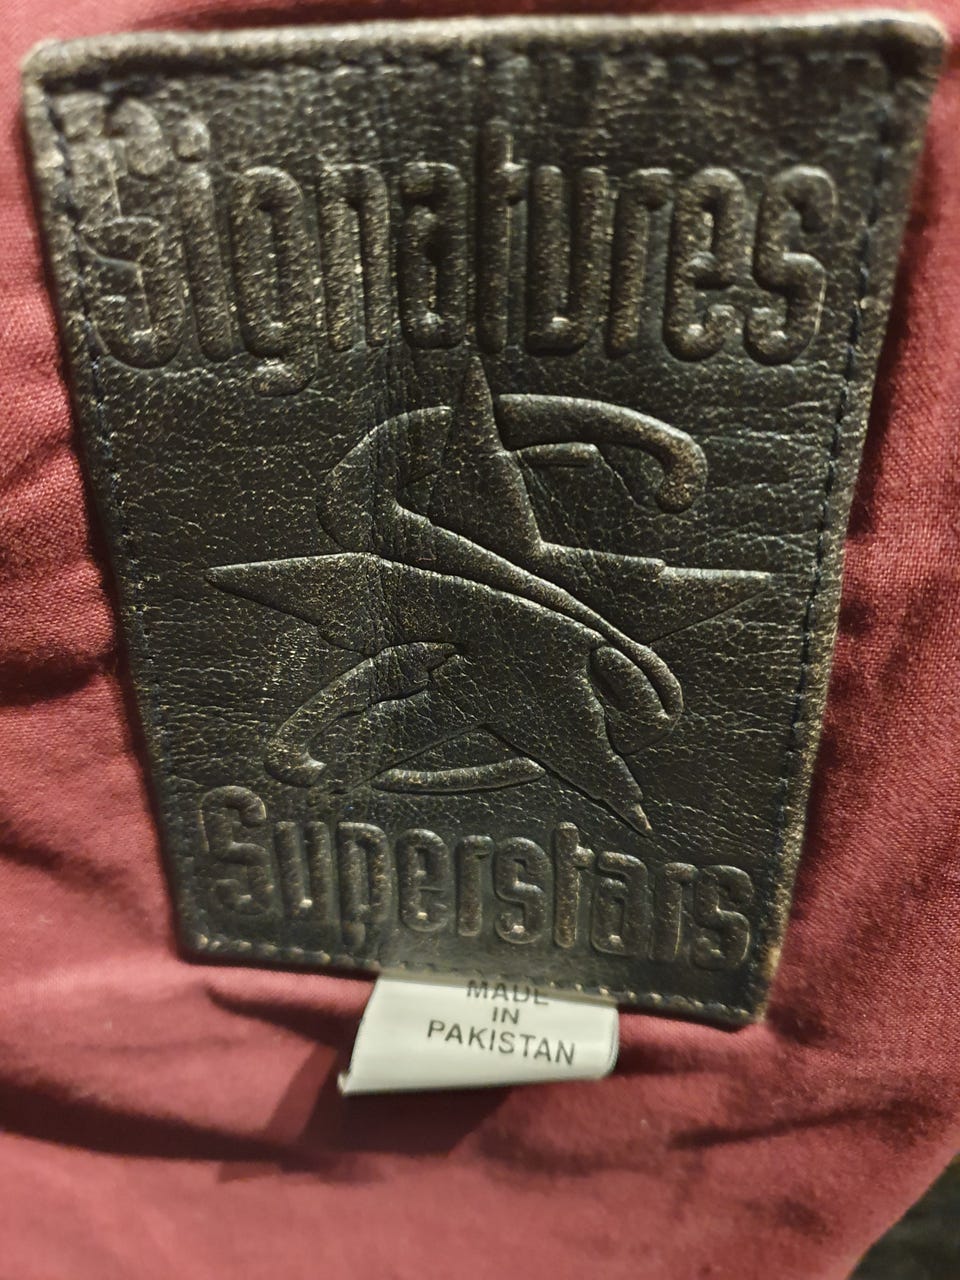 Signatures
Superstars
MADE
IN
PAKISTAN